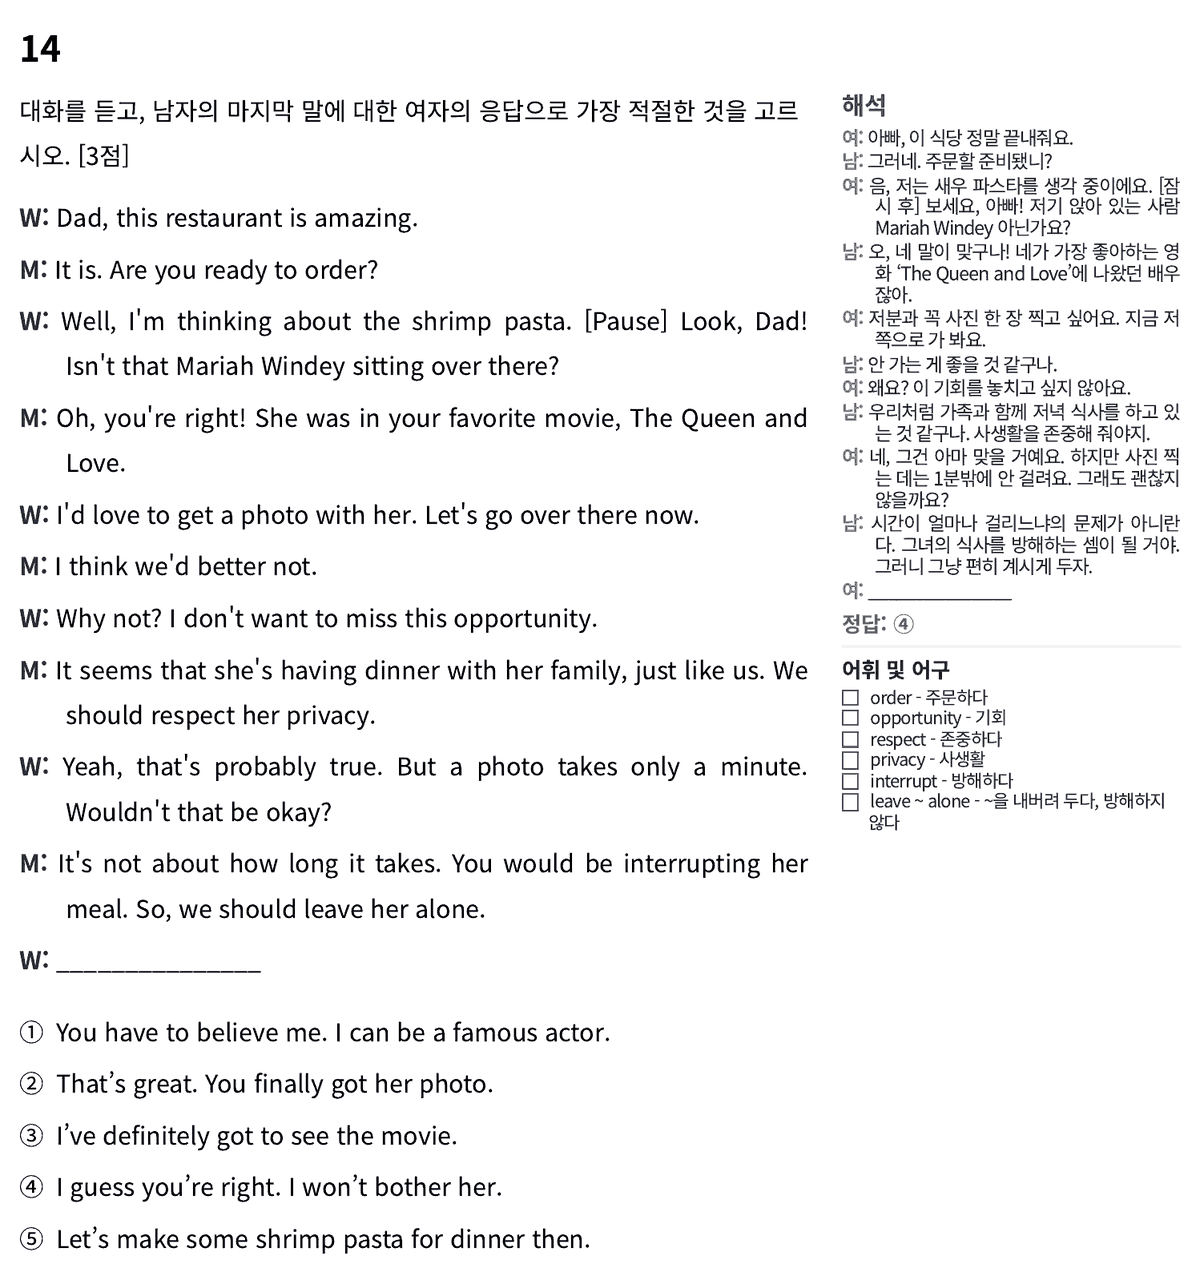 14
대화를 듣고, 남자의 마지막 말에 대한 여자의 응답으로 가장 적절한 것을 고르
시오. [3점]
W: Dad, this restaurant is amazing.
M: It is. Are you ready to order?
W: Well, I'm thinking about the shrimp pasta. [Pause] Look, Dad!
Isn't that Mariah Windey sitting over there?
M: Oh, you're right! She was in your favorite movie, The Queen and
Love.
W: I'd love to get a photo with her. Let's go over there now.
M: I think we'd better not.
W: Why not? I don't want to miss this opportunity.
M: It seems that she's having dinner with her family, just like us. We
should respect her privacy.
W: Yeah, that's probably true. But a photo takes only a minute.
Wouldn't that be okay?
M: It's not about how long it takes. You would be interrupting her
meal. So, we should leave her alone.
W: _______________
① You have to believe me. I can be a famous actor.
② That’s great. You finally got her photo.
③ I’ve definitely got to see the movie.
④ I guess you’re right. I won’t bother her.
⑤ Let’s make some shrimp pasta for dinner then.
해석
여: 아빠, 이 식당 정말 끝내줘요.
남: 그러네. 주문할 준비됐니?
여: 음, 저는 새우 파스타를 생각 중이에요. [잠
시 후] 보세요, 아빠! 저기 앉아 있는 사람
Mariah Windey 아닌가요?
남: 오, 네 말이 맞구나! 네가 가장 좋아하는 영
화 ‘The Queen and Love’에 나왔던 배우
잖아.
여: 저분과 꼭 사진 한 장 찍고 싶어요. 지금 저
쪽으로 가 봐요.
남: 안 가는 게 좋을 것 같구나.
여: 왜요? 이 기회를 놓치고 싶지 않아요.
남: 우리처럼 가족과 함께 저녁 식사를 하고 있
는 것 같구나. 사생활을 존중해 줘야지.
여: 네, 그건 아마 맞을 거예요. 하지만 사진 찍
는 데는 1분밖에 안 걸려요. 그래도 괜찮지
않을까요?
남: 시간이 얼마나 걸리느냐의 문제가 아니란
다. 그녀의 식사를 방해하는 셈이 될 거야.
그러니 그냥 편히 계시게 두자.
여: _______________
정답: ④
어휘 및 어구
□ order - 주문하다
□ opportunity - 기회
□ respect - 존중하다
□ privacy - 사생활
□ interrupt - 방해하다
□ leave ~ alone - ~을 내버려 두다, 방해하지
않다